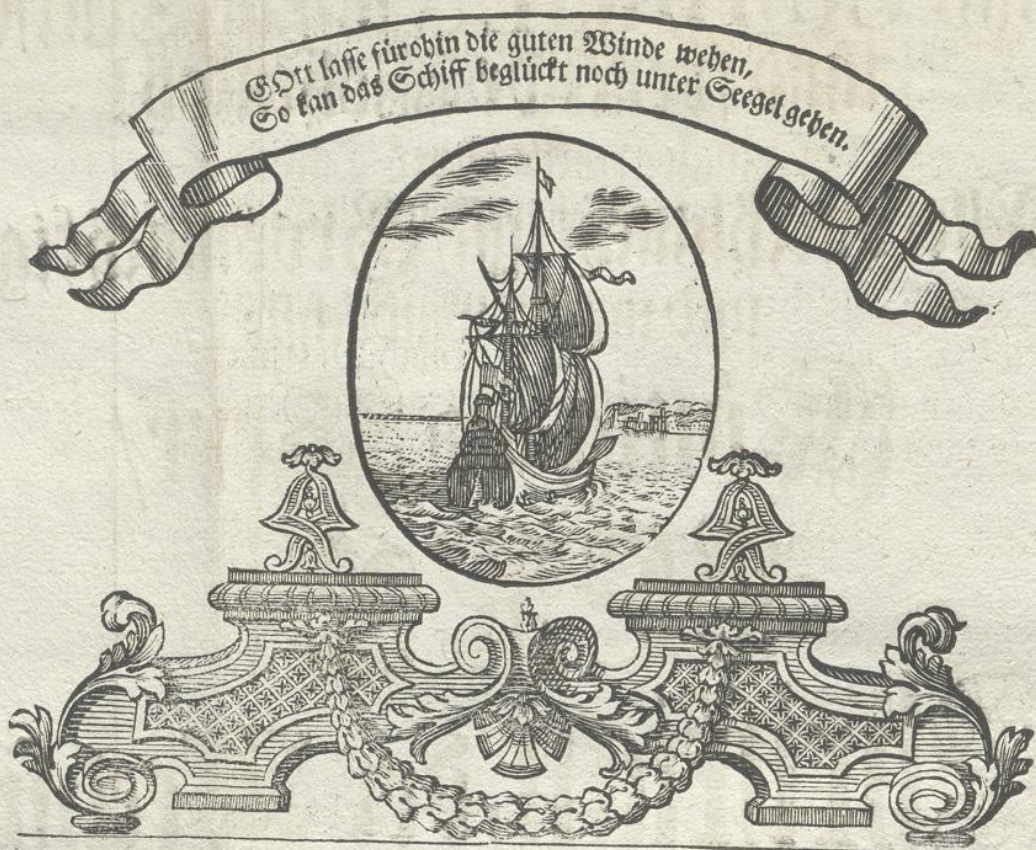 GOtt lasse fürohin die guten Winde wehen,
So kan das Schiff beglückt noch unter Seegel gehen.